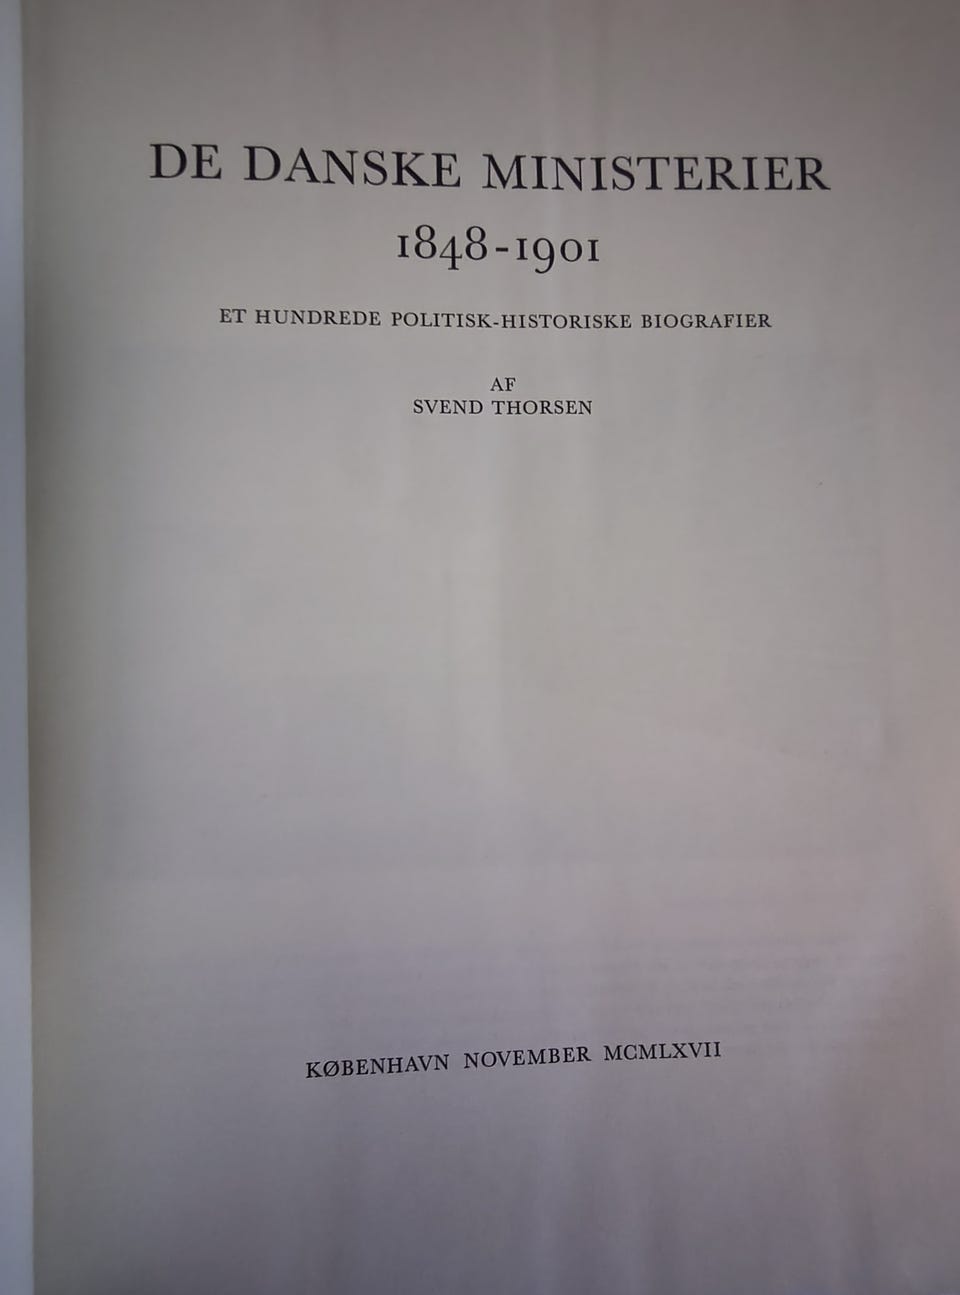 DE DANSKE MINISTERIER
1848-1901
ET HUNDREDE POLITISK-HISTORISKE BIOGRAFIER
AF
SVEND THORSEN
KØBENHAVN NOVEMBER MCMLXVII